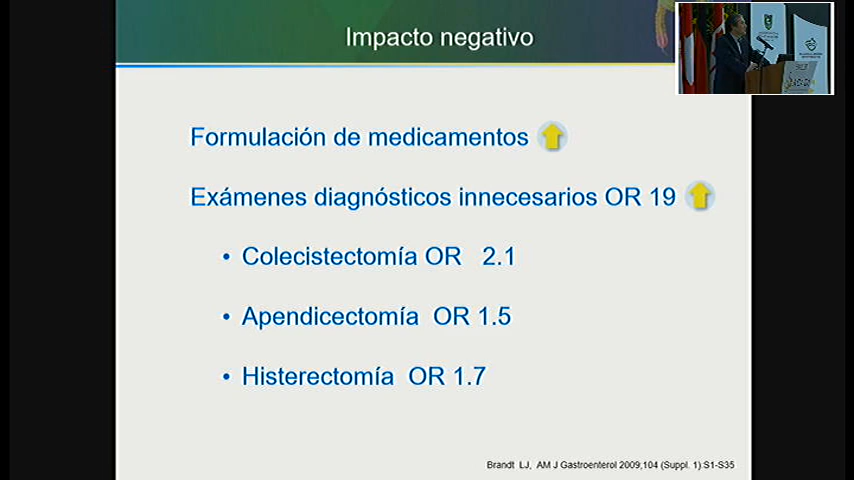 Impacto negativo
Formulación de medicamentos
Exámenes diagnósticos innecesarios OR 19
• Colecistectomía OR 2.1
• Apendicectomía OR 1.5
• Histerectomía OR 1.7
Brandt LJ, AM J Gastroenterol 2009;104 (Suppl. 1) S1-S35